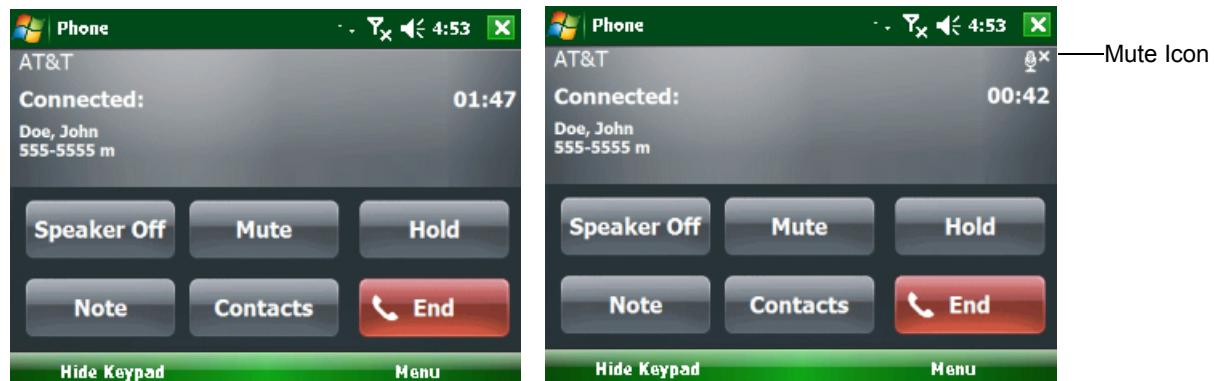 Phone 4:53
AT&T
Connected: 01:47
Doe, John
555-5555 m
Speaker Off Mute Hold
Note Contacts End
Hide Keypad Menu
Phone 4:53
AT&T
Connected: 00:42
Doe, John
555-5555 m
Speaker Off Mute Hold
Note Contacts End
Hide Keypad Menu
Mute Icon